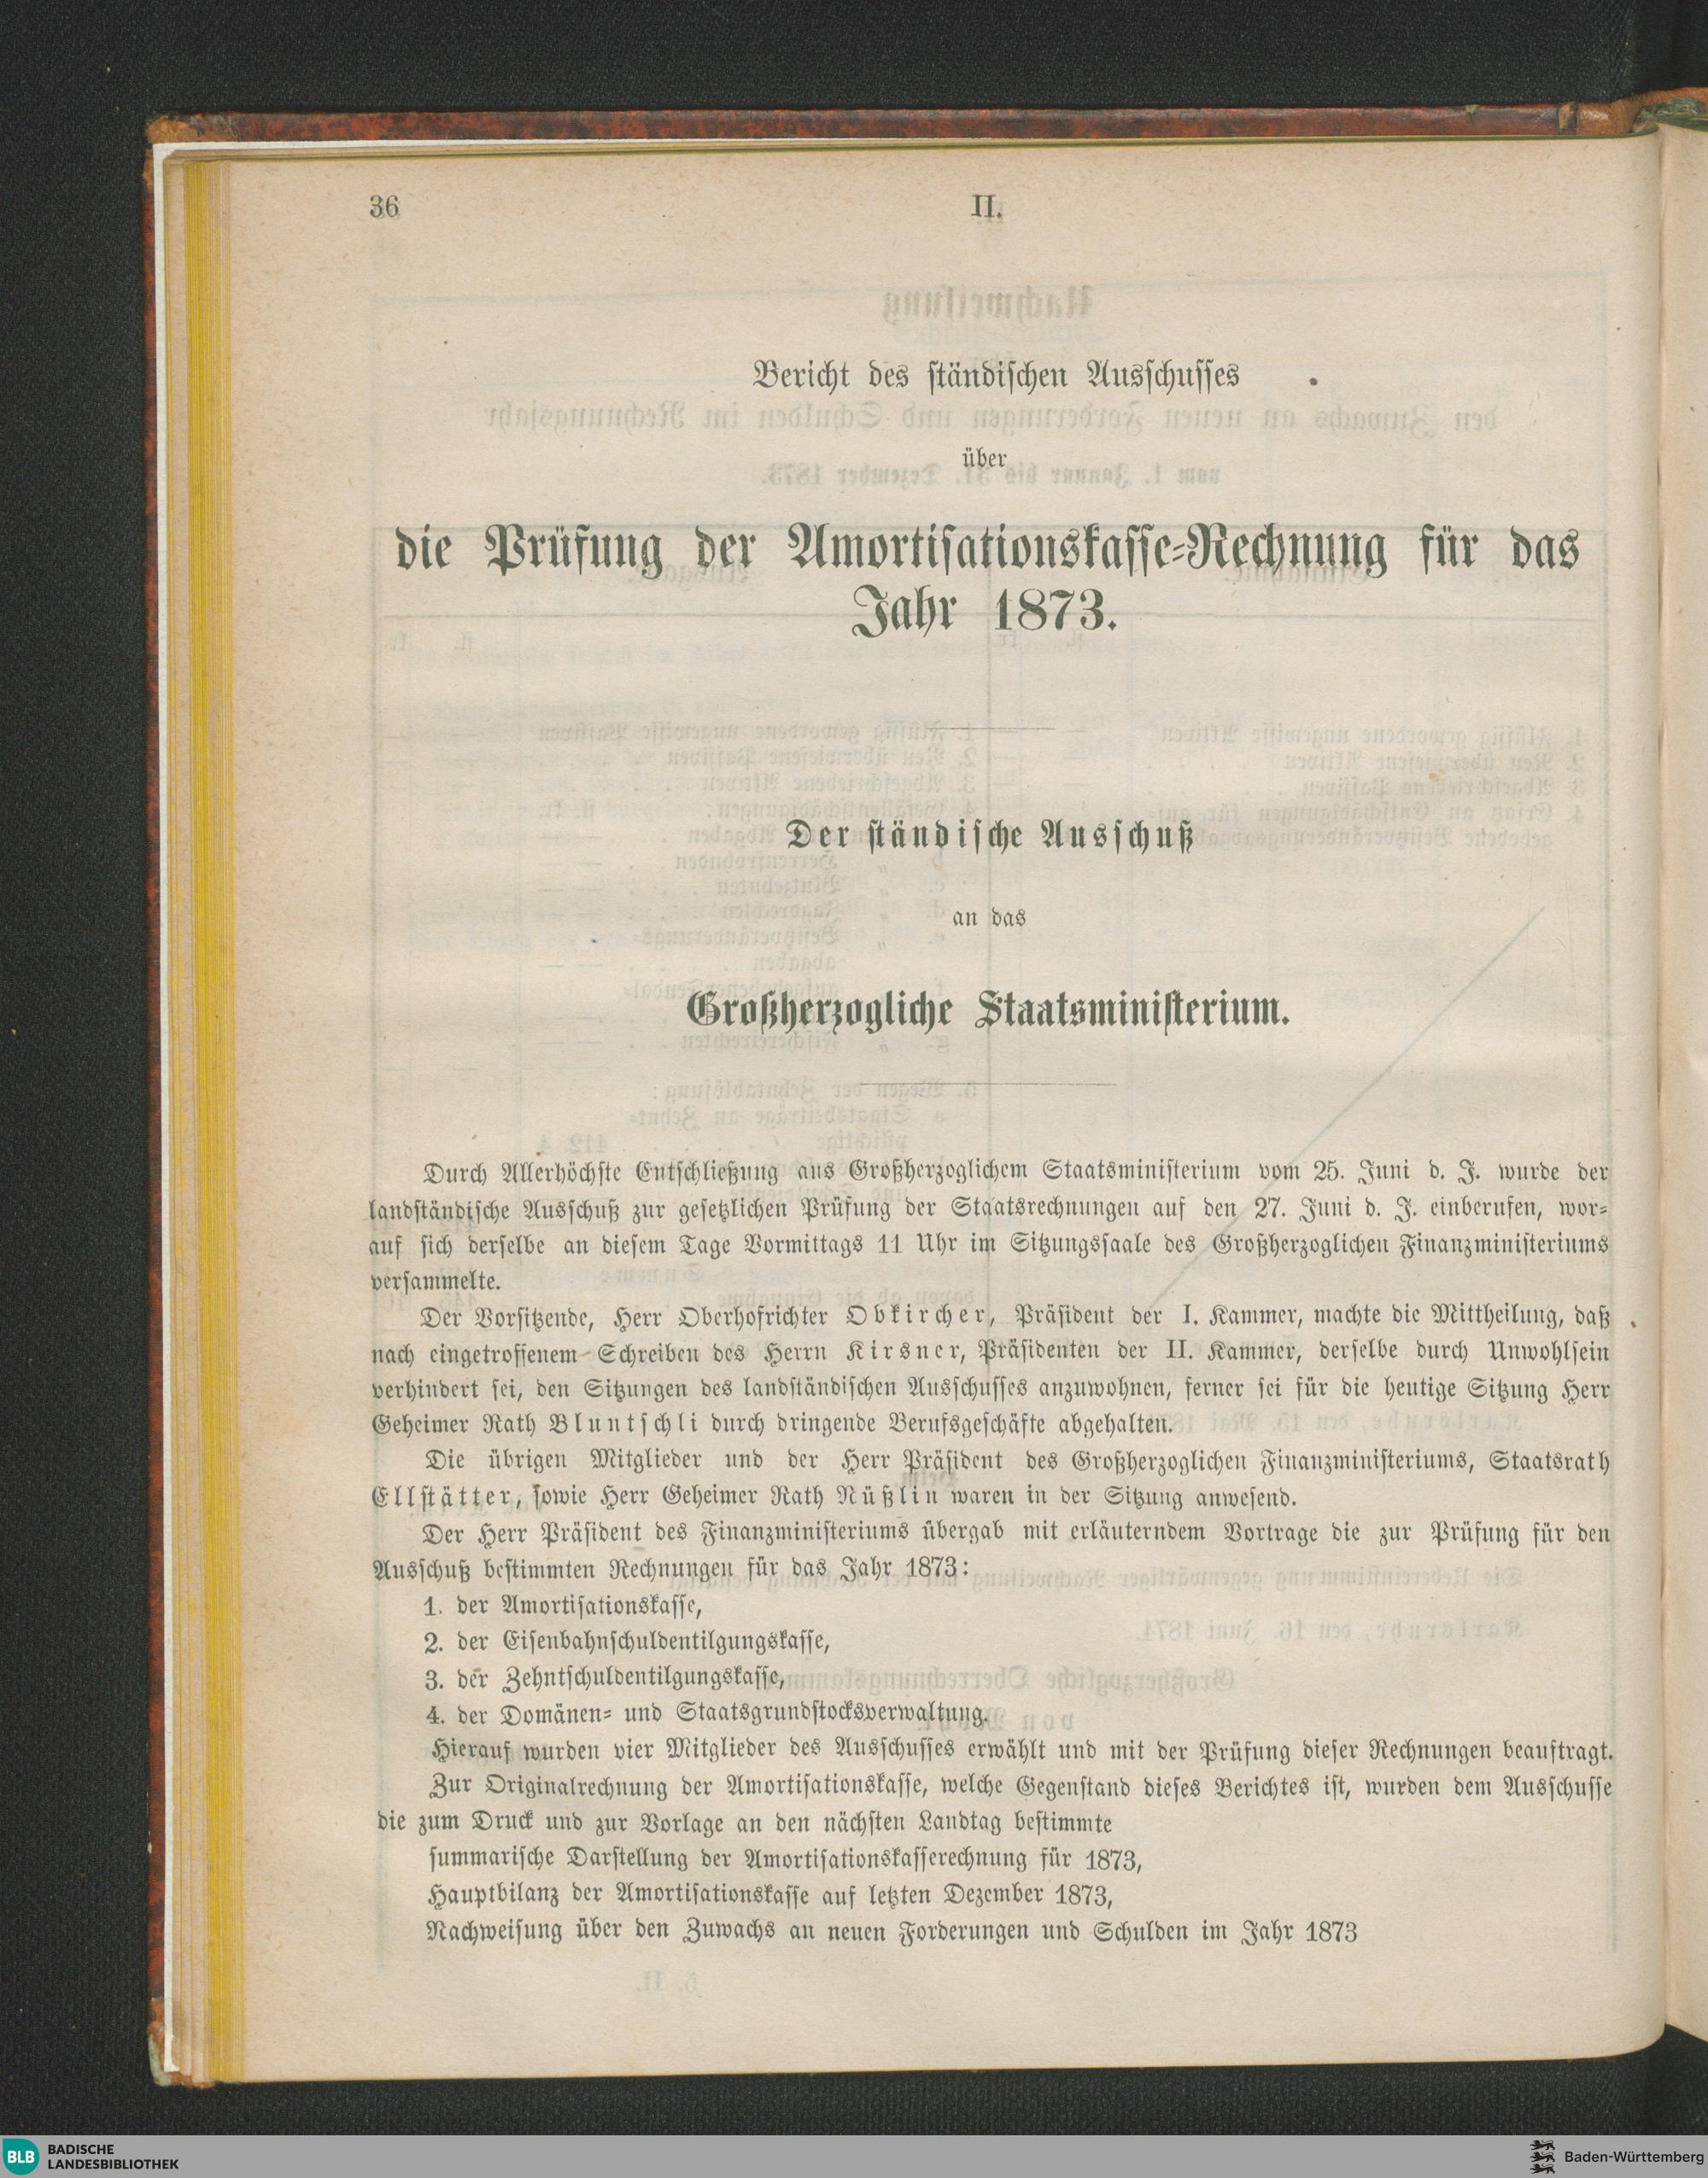 36
II.
Bericht des ständischen Ausschusses
über
die Prüfung der Amortisationskasse-Rechnung für das
Jahr 1873.
Der ständische Ausschuß
an das
Großherzogliche Staatsministerium.
Durch Allerhöchste Entschließung aus Großherzoglichem Staatsministerium vom 25. Juni d. J. wurde der
landständische Ausschuß zur gesetzlichen Prüfung der Staatsrechnungen auf den 27. Juni d. J. einberufen, wor-
auf sich derselbe an diesem Tage Vormittags 11 Uhr im Sitzungssaale des Großherzoglichen Finanzministeriums
versammelte.
Der Vorsitzende, Herr Oberhofrichter Obkircher, Präsident der I. Kammer, machte die Mittheilung, daß
nach eingetroffenem Schreiben des Herrn Kirsner, Präsidenten der II. Kammer, derselbe durch Unwohlsein
verhindert sei, den Sitzungen des landständischen Ausschusses anzuwohnen, ferner sei für die heutige Sitzung Herr
Geheimer Rath Bluntschli durch dringende Berufsgeschäfte abgehalten.
Die übrigen Mitglieder und der Herr Präsident des Großherzoglichen Finanzministeriums, Staatsrath
Ellstätter, sowie Herr Geheimer Rath Nüßlin waren in der Sitzung anwesend.
Der Herr Präsident des Finanzministeriums übergab mit erläuterndem Vortrage die zur Prüfung für den
Ausschuß bestimmten Rechnungen für das Jahr 1873:
1. der Amortisationskasse,
2. der Eisenbahnschuldentilgungskasse,
3. der Zehntschuldentilgungskasse,
4. der Domänen- und Staatsgrundstocksverwaltung.
Hierauf wurden vier Mitglieder des Ausschusses erwählt und mit der Prüfung dieser Rechnungen beauftragt.
Zur Originalrechnung der Amortisationskasse, welche Gegenstand dieses Berichtes ist, wurden dem Ausschusse
die zum Druck und zur Vorlage an den nächsten Landtag bestimmte
summarische Darstellung der Amortisationskasserechnung für 1873,
Hauptbilanz der Amortisationskasse auf letzten Dezember 1873,
Nachweisung über den Zuwachs an neuen Forderungen und Schulden im Jahr 1873
BLB BADISCHE
LANDESBIBLIOTHEK
Baden-Württemberg